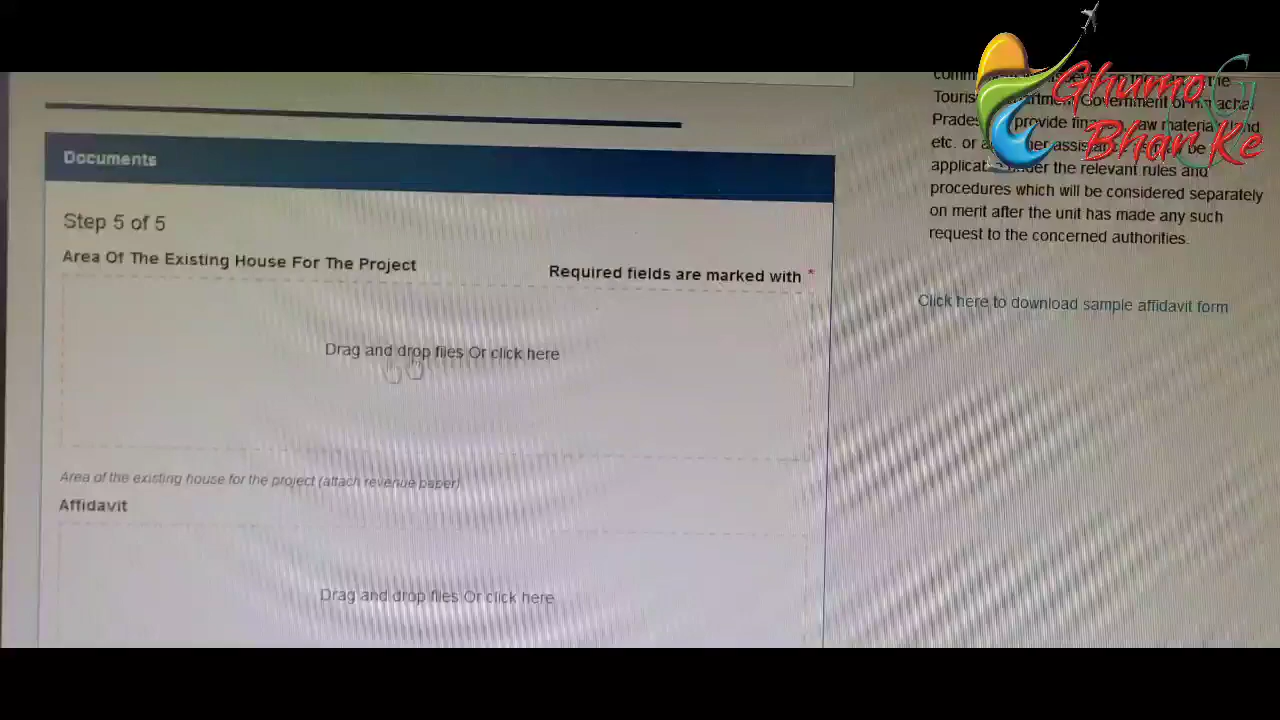 Ghumo
Bhan Ke
Documents
Step 5 of 5
Area Of The Existing House For The Project
Required fields are marked with *
Drag and drop files Or click here
Area of the existing house for the project (attach revenue paper)
Affidavit
Drag and drop files Or click here
Government of
provide
etc. or
the relevant rules and
procedures which will be considered separately
on merit after the unit has made any such
request to the concerned authorities.
Click here to download sample affidavit form